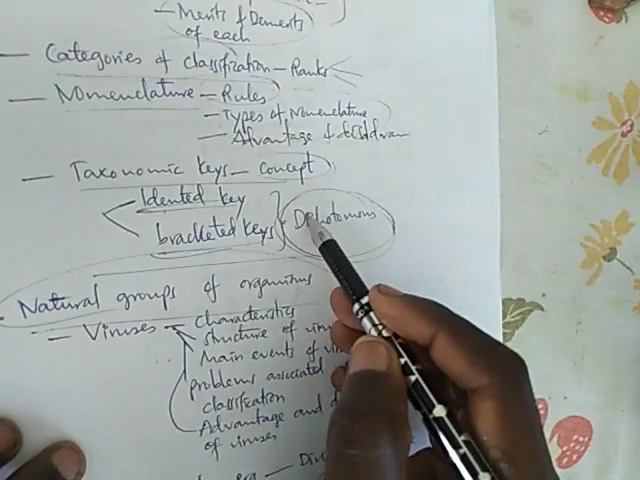 - Merits & Demerits
of each
- Categories of classification - Ranks
- Nomenclature - Rules
- Types of Nomenclature
- Advantage & disadvan
- Taxonomic keys - concept
Idented key
bracketed keys
Dichotomous
- Natural groups of organisms
- Viruses - characteristics
structure of viru
Main events of vir
problems associated
classification
Advantage and d
of viruses